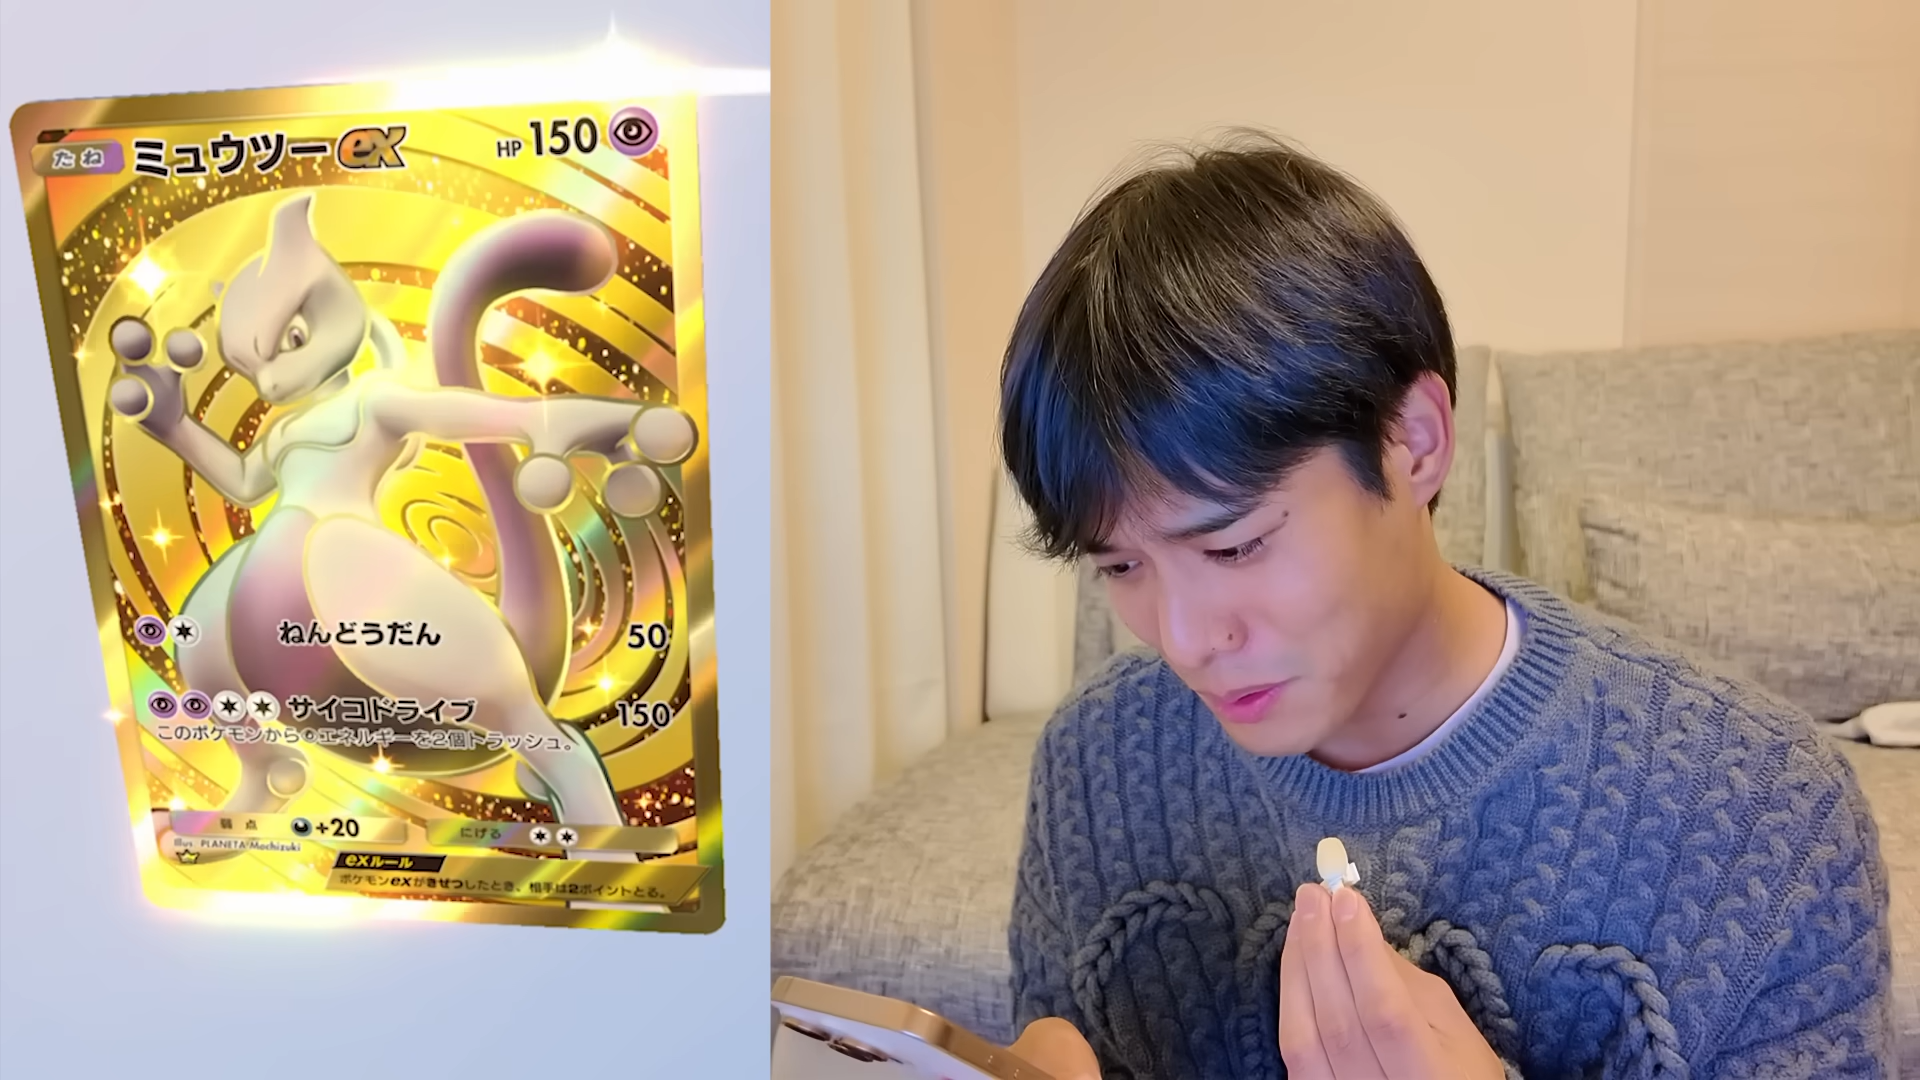 たね ミュウツーex HP 150
ねんどうだん 50
サイコドライブ 150
このポケモンからエネルギーを2個トラッシュ。
弱点 +20 にげる
Illus. PLANETA Mochizuki
exルール
ポケモンexがきぜつしたとき、相手は2ポイントとる。